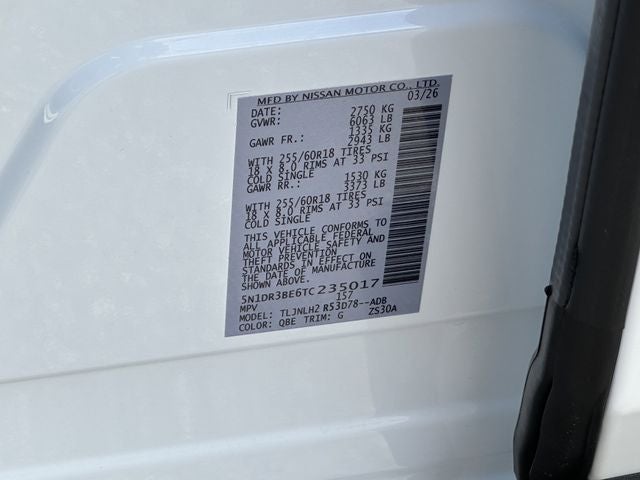 MFD BY NISSAN MOTOR CO., LTD.
DATE: 03/26
GVWR: 2750 KG
6063 LB
GAWR FR.: 1335 KG
2943 LB
WITH 255/60R18 TIRES
18 X 8.0 RIMS AT 33 PSI
COLD SINGLE
GAWR RR.: 1530 KG
3373 LB
WITH 255/60R18 TIRES
18 X 8.0 RIMS AT 33 PSI
COLD SINGLE
THIS VEHICLE CONFORMS TO
ALL APPLICABLE FEDERAL
MOTOR VEHICLE SAFETY AND
THEFT PREVENTION
STANDARDS IN EFFECT ON
THE DATE OF MANUFACTURE
SHOWN ABOVE.
5N1DR3BE6TC235017
MPV 157
MODEL: TLJNLH2 R53D78--ADB
COLOR: QBE TRIM: G ZS30A